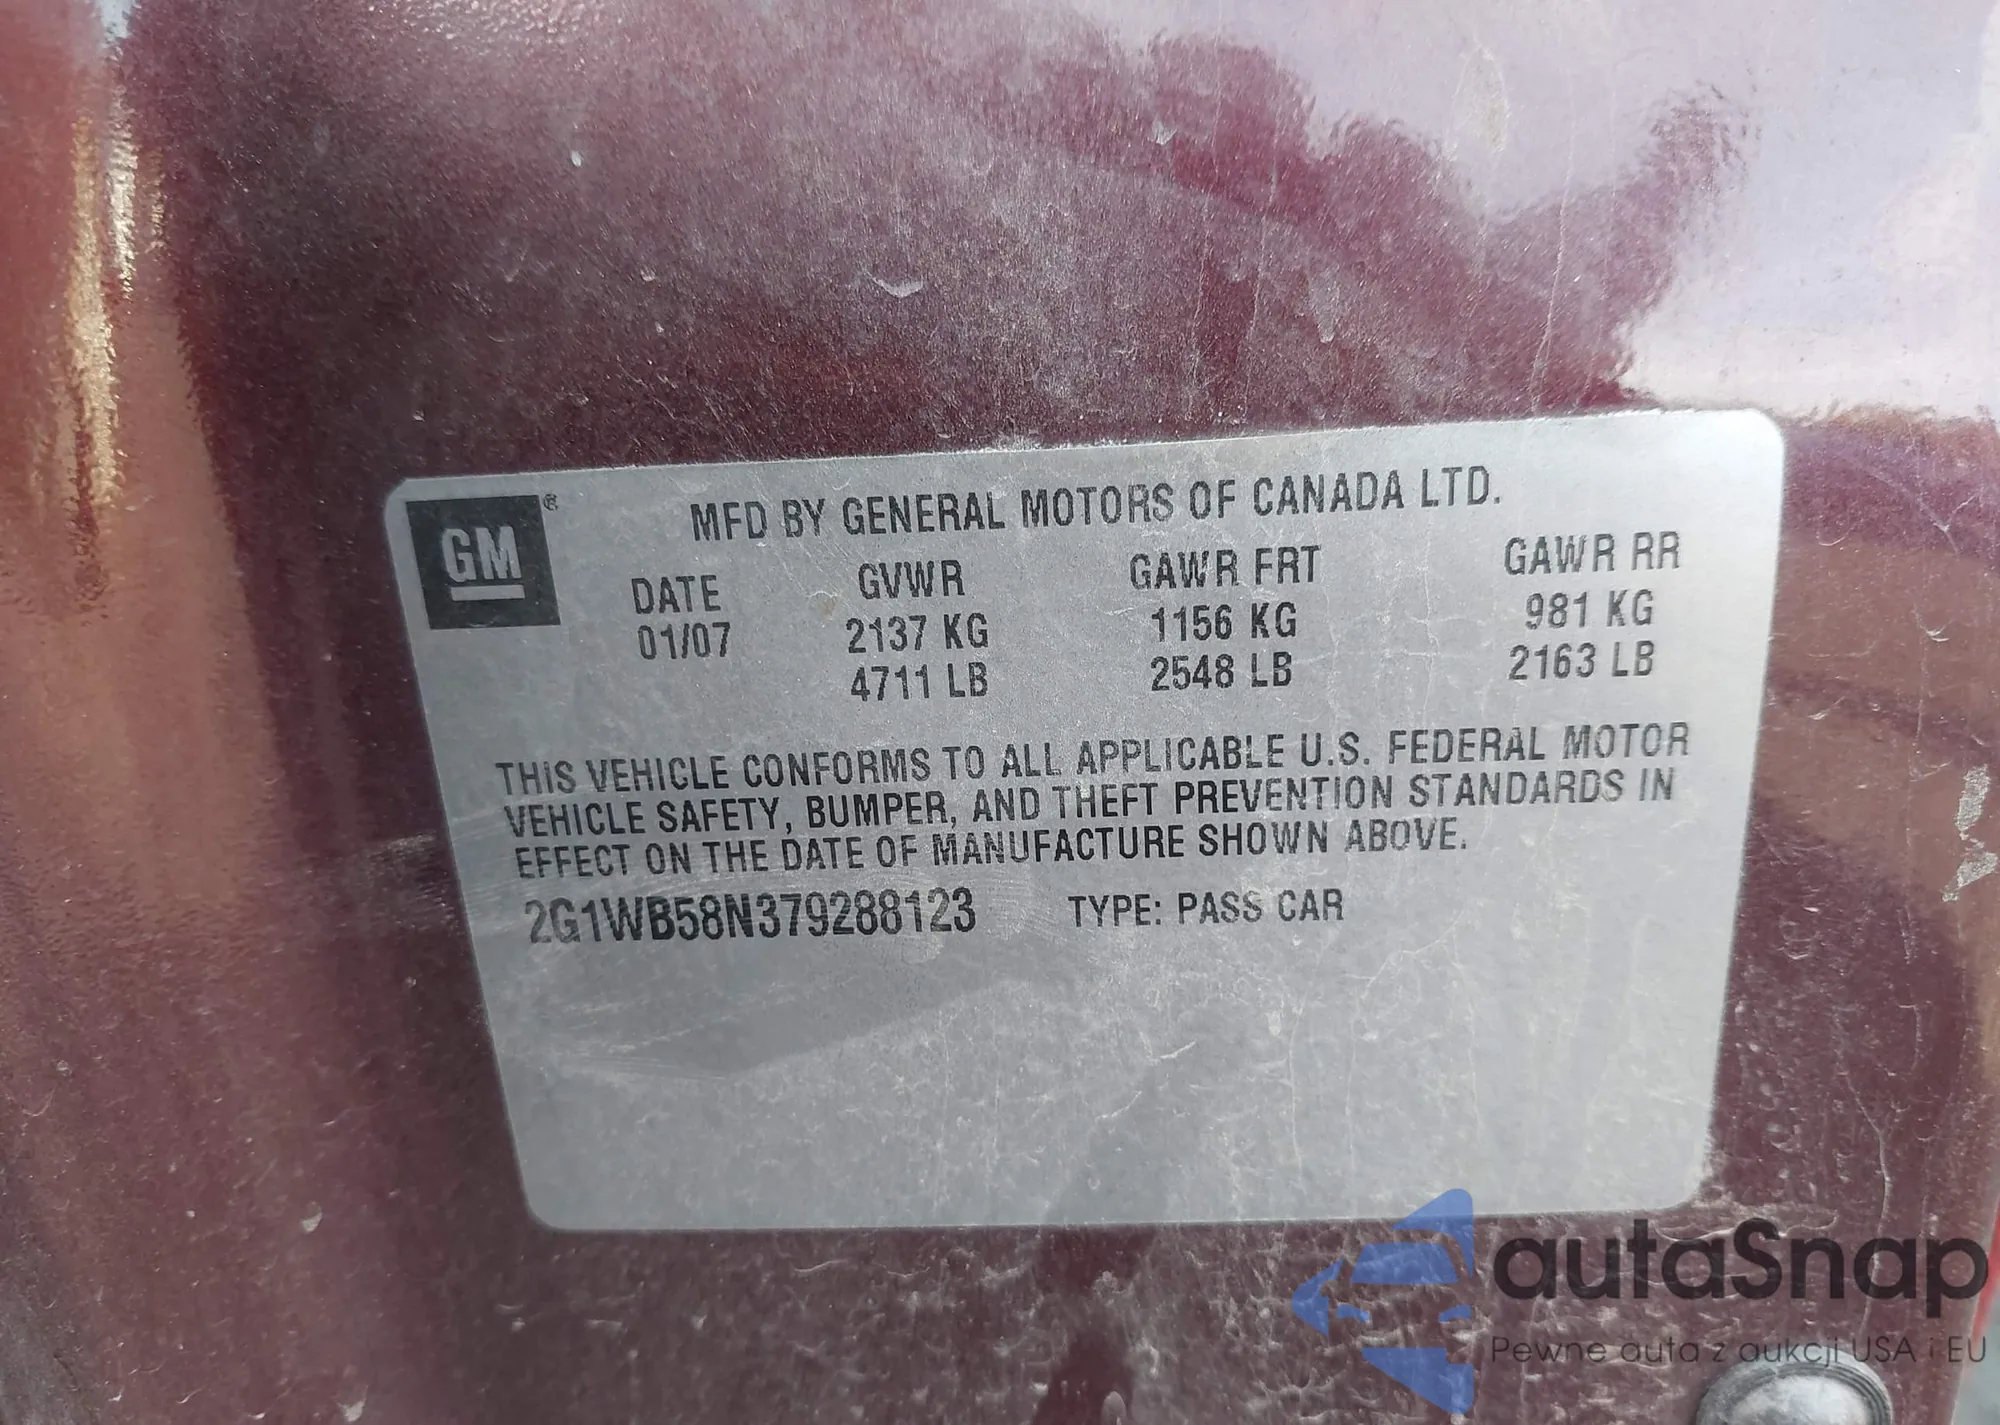 GM®
MFD BY GENERAL MOTORS OF CANADA LTD.
DATE GVWR GAWR FRT GAWR RR
01/07 2137 KG 1156 KG 981 KG
4711 LB 2548 LB 2163 LB
THIS VEHICLE CONFORMS TO ALL APPLICABLE U.S. FEDERAL MOTOR
VEHICLE SAFETY, BUMPER, AND THEFT PREVENTION STANDARDS IN
EFFECT ON THE DATE OF MANUFACTURE SHOWN ABOVE.
2G1WB58N379288123 TYPE: PASS CAR
autaSnap
Pewne auta z aukcji USA i EU